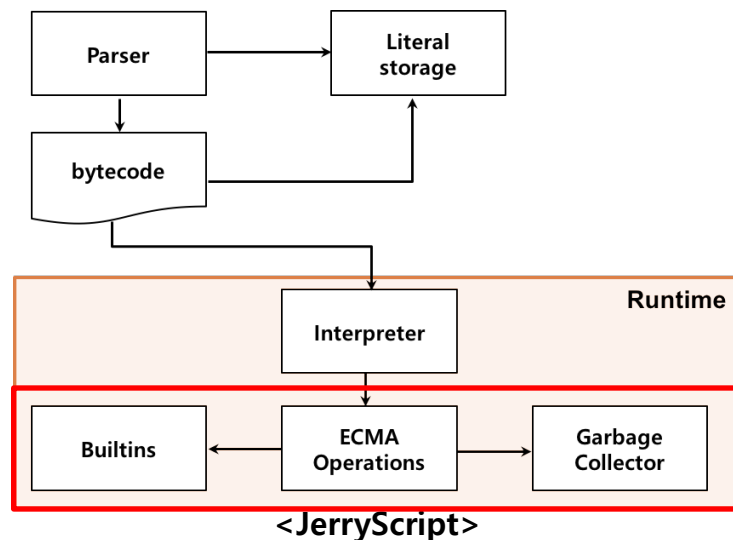 Parser
Literal
storage
bytecode
Runtime
Interpreter
Builtins
ECMA
Operations
Garbage
Collector
<JerryScript>